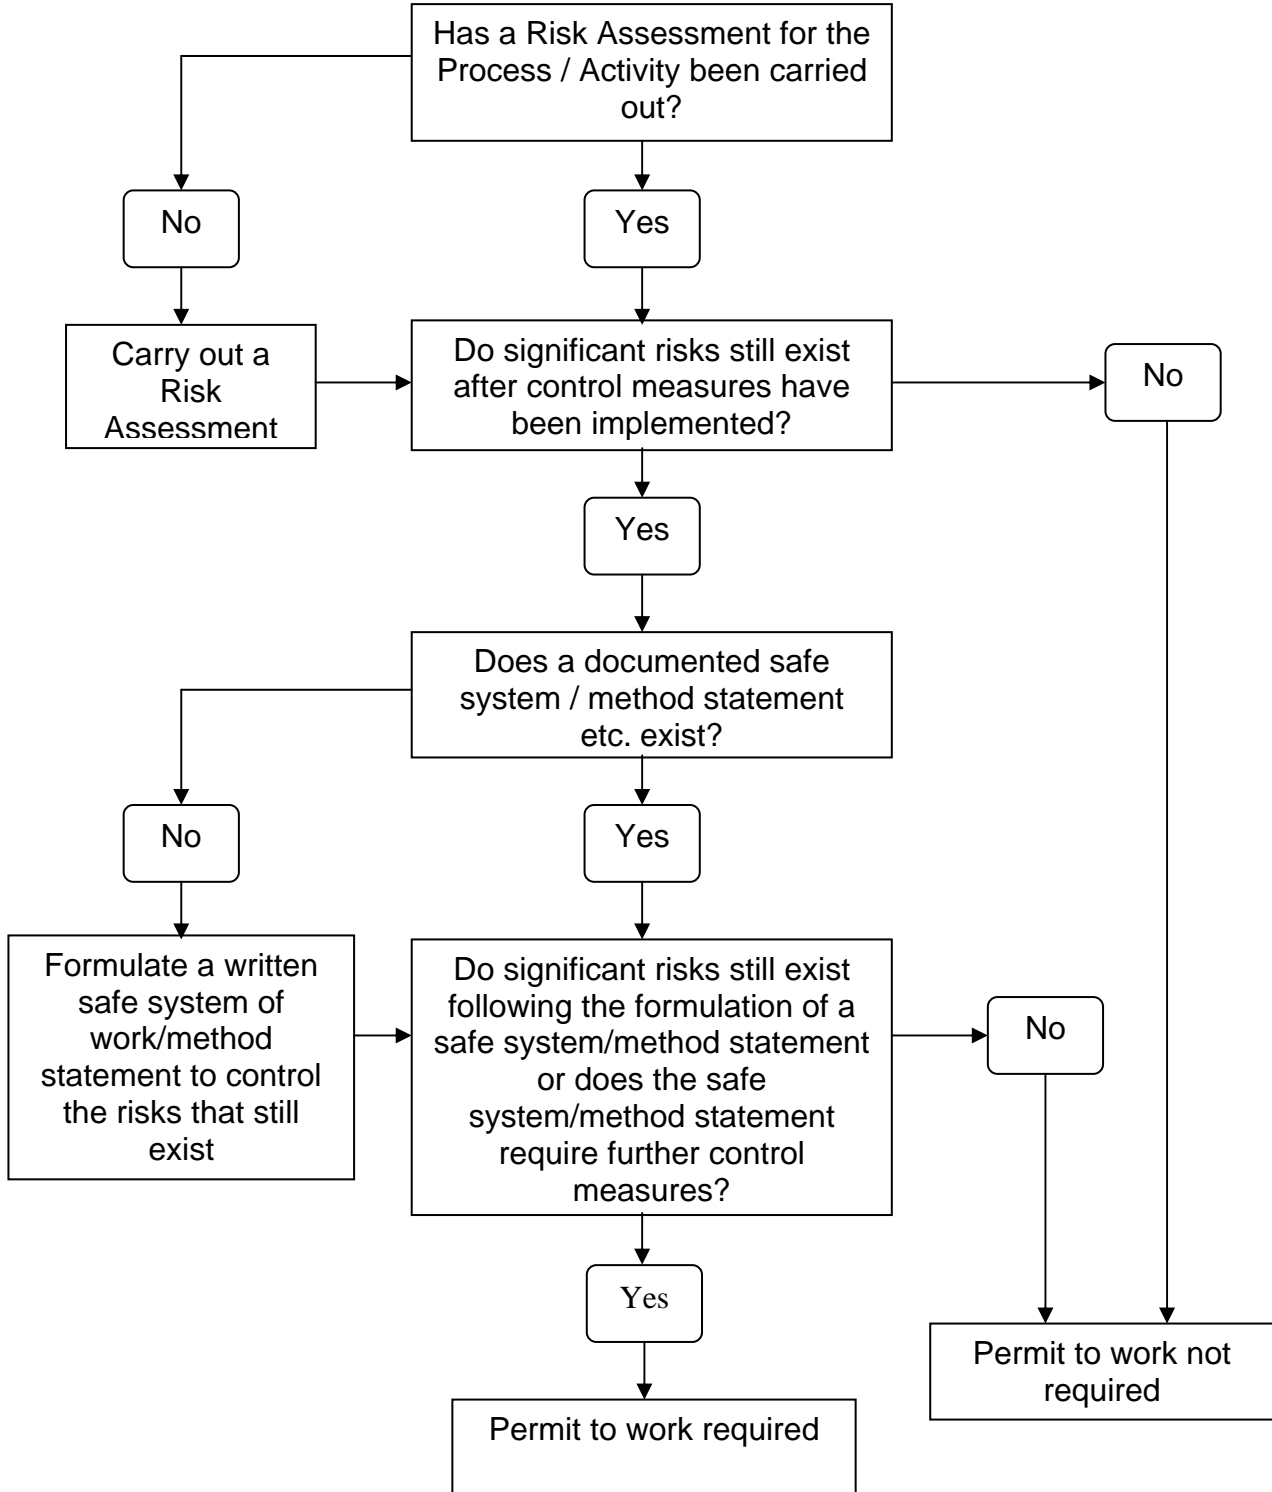 Has a Risk Assessment for the
Process / Activity been carried
out?
No
Yes
Carry out a
Risk
Assessment
Do significant risks still exist
after control measures have
been implemented?
No
Yes
Does a documented safe
system / method statement
etc. exist?
No
Yes
Formulate a written
safe system of
work/method
statement to control
the risks that still
exist
Do significant risks still exist
following the formulation of a
safe system/method statement
or does the safe
system/method statement
require further control
measures?
No
Yes
Permit to work not
required
Permit to work required